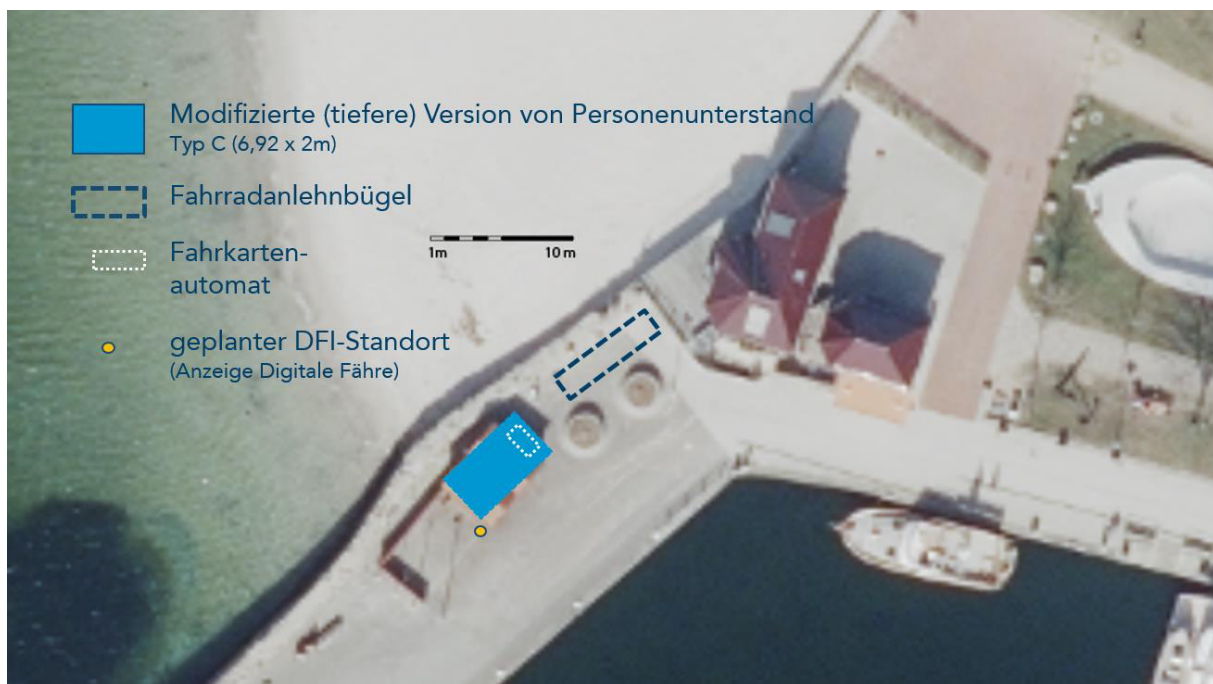 Modifizierte (tiefere) Version von Personenunterstand
Typ C (6,92 x 2m)
Fahrradanlehnbügel
Fahrkarten-
automat
1m 10 m
geplanter DFI-Standort
(Anzeige Digitale Fähre)